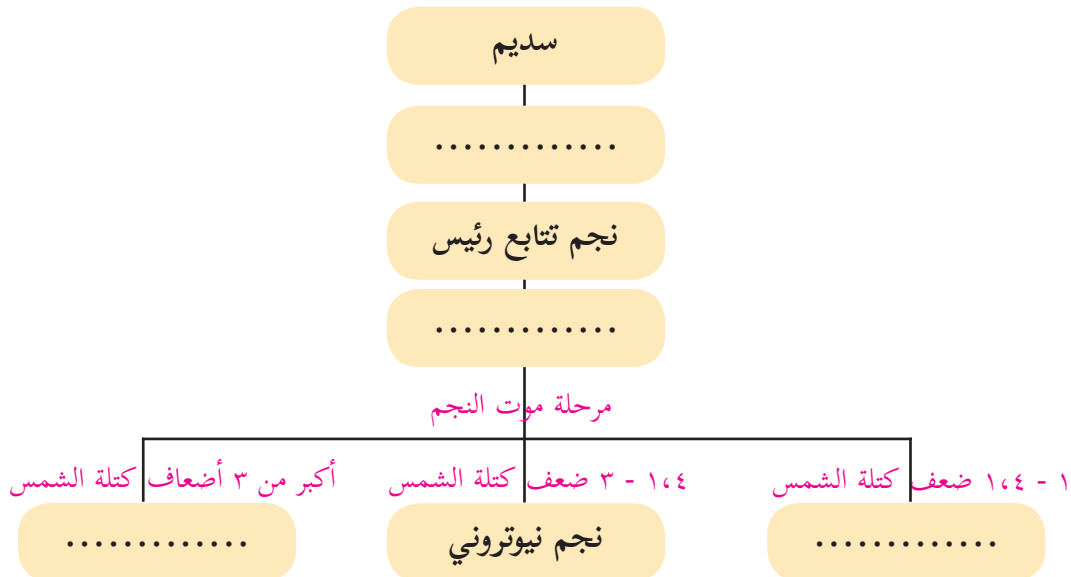 سديم
.............
نجم تتابع رئيس
.............
مرحلة موت النجم
١ - ١،٤ ضعف كتلة الشمس
١،٤ - ٣ ضعف كتلة الشمس
أكبر من ٣ أضعاف كتلة الشمس
.............
نجم نيوتروني
.............